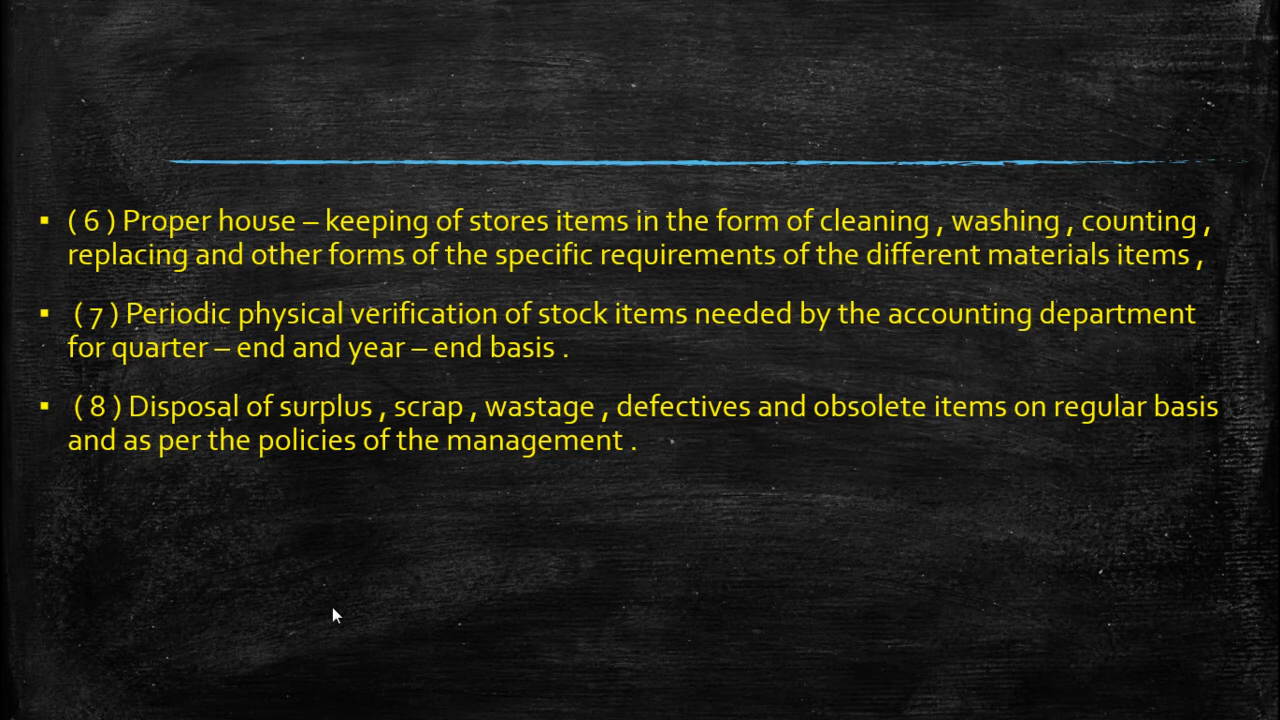 ▪ ( 6 ) Proper house – keeping of stores items in the form of cleaning , washing , counting ,
replacing and other forms of the specific requirements of the different materials items ,
▪ ( 7 ) Periodic physical verification of stock items needed by the accounting department
for quarter – end and year – end basis .
▪ ( 8 ) Disposal of surplus , scrap , wastage , defectives and obsolete items on regular basis
and as per the policies of the management .